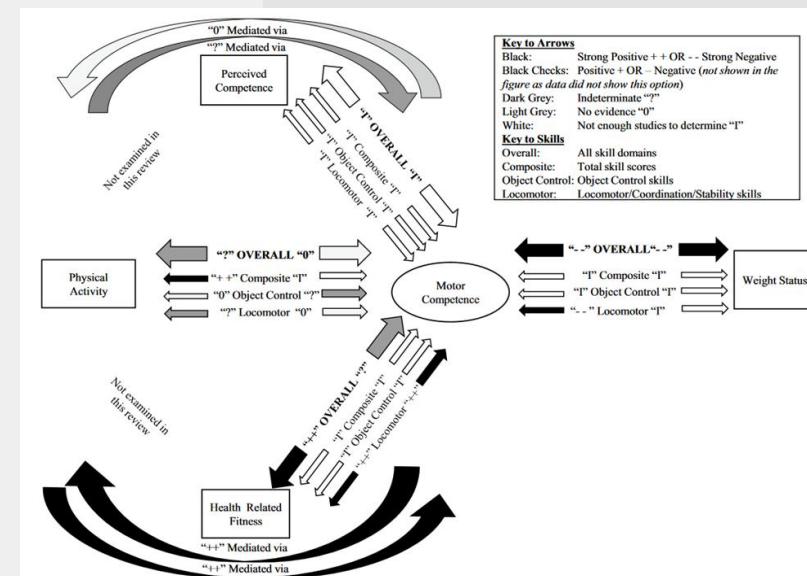 “0” Mediated via
“?” Mediated via
Perceived
Competence
Key to Arrows
Black: Strong Positive + + OR - - Strong Negative
Black Checks: Positive + OR – Negative (not shown in the
figure as data did not show this option)
Dark Grey: Indeterminate “?”
Light Grey: No evidence “0”
White: Not enough studies to determine “I”
Key to Skills
Overall: All skill domains
Composite: Total skill scores
Object Control: Object Control skills
Locomotor: Locomotor/Coordination/Stability skills
Not examined in
this review
“I” OVERALL “I”
“I” Composite “I”
“I” Object Control “I”
“I” Locomotor “I”
Physical
Activity
“?” OVERALL “0”
“+ +” Composite “I”
“0” Object Control “?”
“?” Locomotor “0”
Motor
Competence
“- -” OVERALL“- -”
“I” Composite “I”
“I” Object Control “I”
“- - ” Locomotor “I”
Weight Status
Not examined in
this review
“++” OVERALL “?”
“I” Composite “I”
“I” Object Control “I”
“++” Locomotor “++”
Health Related
Fitness
“++” Mediated via
“++” Mediated via